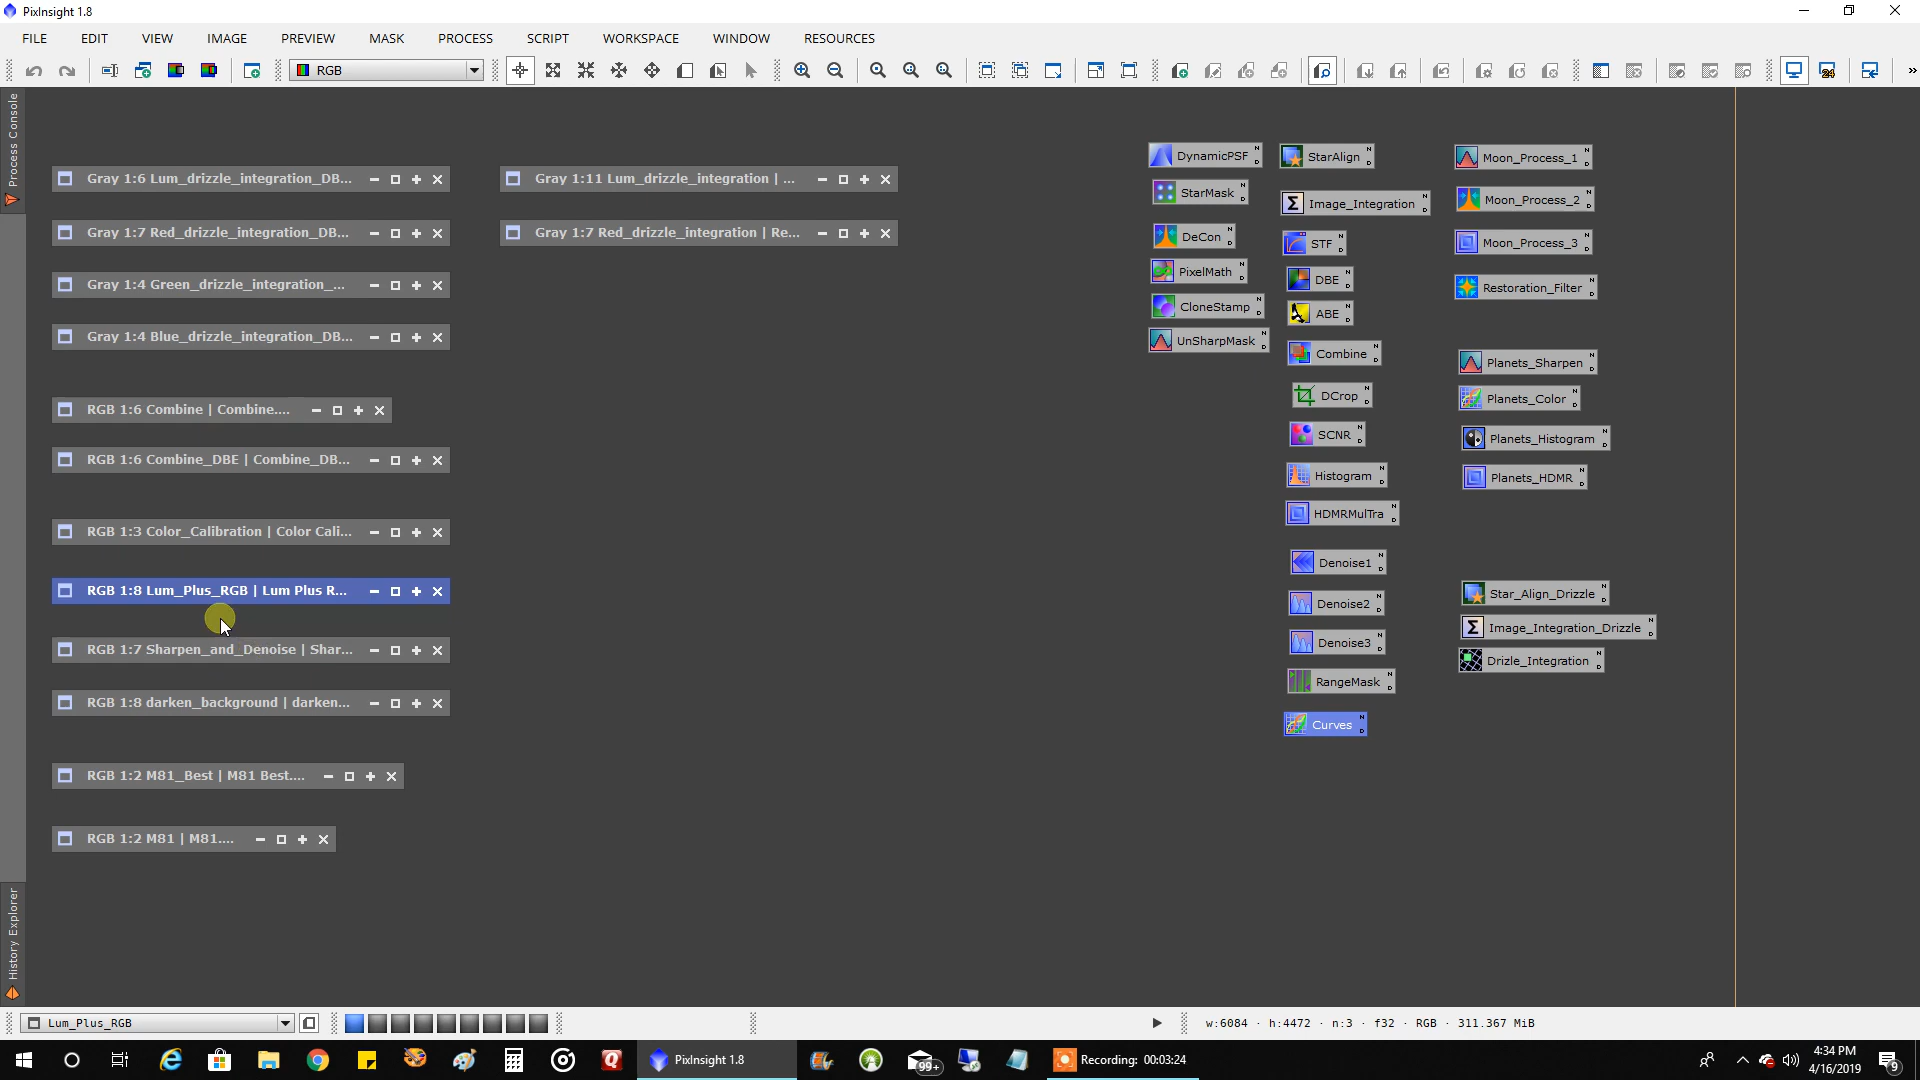 PixInsight 1.8
FILE EDIT VIEW IMAGE PREVIEW MASK PROCESS SCRIPT WORKSPACE WINDOW RESOURCES
RGB
24
Process Console
History Explorer
Gray 1:6 Lum_drizzle_integration_DB...
Gray 1:7 Red_drizzle_integration_DB...
Gray 1:4 Green_drizzle_integration_...
Gray 1:4 Blue_drizzle_integration_DB...
RGB 1:6 Combine | Combine....
RGB 1:6 Combine_DBE | Combine_DB...
RGB 1:3 Color_Calibration | Color Cali...
RGB 1:8 Lum_Plus_RGB | Lum Plus R...
RGB 1:7 Sharpen_and_Denoise | Shar...
RGB 1:8 darken_background | darken...
RGB 1:2 M81_Best | M81 Best....
RGB 1:2 M81 | M81....
Gray 1:11 Lum_drizzle_integration | ...
Gray 1:7 Red_drizzle_integration | Re...
DynamicPSF
StarMask
DeCon
PixelMath
CloneStamp
UnSharpMask
StarAlign
Image_Integration
STF
DBE
ABE
Combine
DCrop
SCNR
Histogram
HDMRMulTra
Denoise1
Denoise2
Denoise3
RangeMask
Curves
Moon_Process_1
Moon_Process_2
Moon_Process_3
Restoration_Filter
Planets_Sharpen
Planets_Color
Planets_Histogram
Planets_HDMR
Star_Align_Drizzle
Image_Integration_Drizzle
Drizle_Integration
Lum_Plus_RGB
w:6084 · h:4472 · n:3 · f32 · RGB · 311.367 MiB
PixInsight 1.8
99+
Recording: 00:03:24
4:34 PM
4/16/2019
9